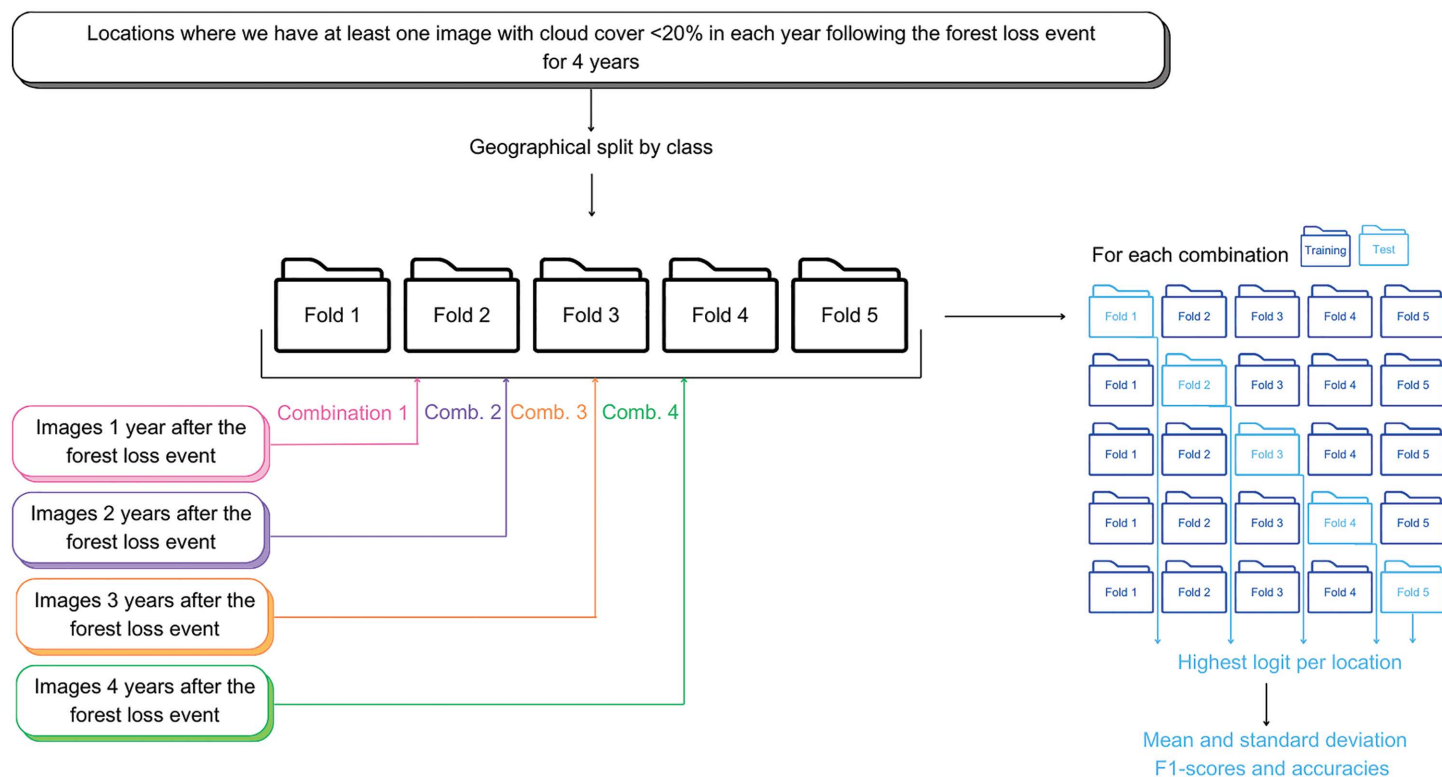 Locations where we have at least one image with cloud cover <20% in each year following the forest loss event
for 4 years
Geographical split by class
Fold 1
Fold 2
Fold 3
Fold 4
Fold 5
Combination 1
Comb. 2
Comb. 3
Comb. 4
Images 1 year after the
forest loss event
Images 2 years after the
forest loss event
Images 3 years after the
forest loss event
Images 4 years after the
forest loss event
For each combination
Training
Test
Fold 1
Fold 2
Fold 3
Fold 4
Fold 5
Fold 1
Fold 2
Fold 3
Fold 4
Fold 5
Fold 1
Fold 2
Fold 3
Fold 4
Fold 5
Fold 1
Fold 2
Fold 3
Fold 4
Fold 5
Fold 1
Fold 2
Fold 3
Fold 4
Fold 5
Highest logit per location
Mean and standard deviation
F1-scores and accuracies